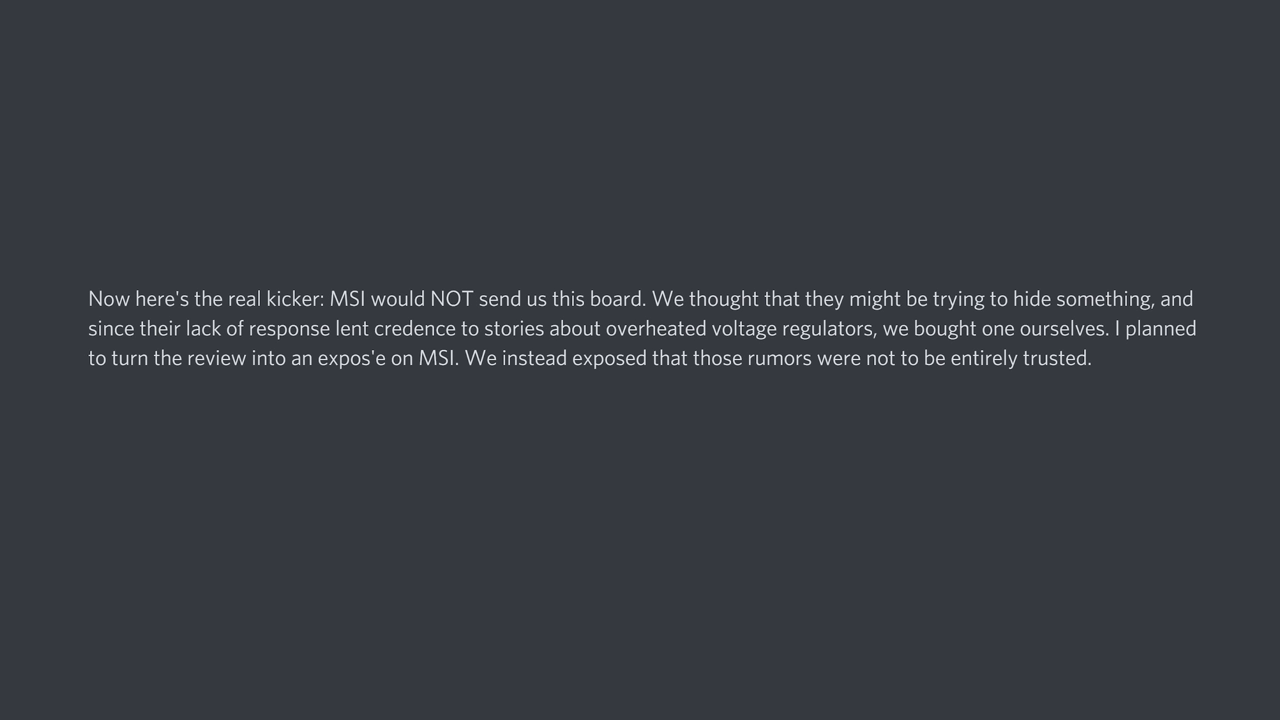 Now here's the real kicker: MSI would NOT send us this board. We thought that they might be trying to hide something, and
since their lack of response lent credence to stories about overheated voltage regulators, we bought one ourselves. I planned
to turn the review into an expos'e on MSI. We instead exposed that those rumors were not to be entirely trusted.